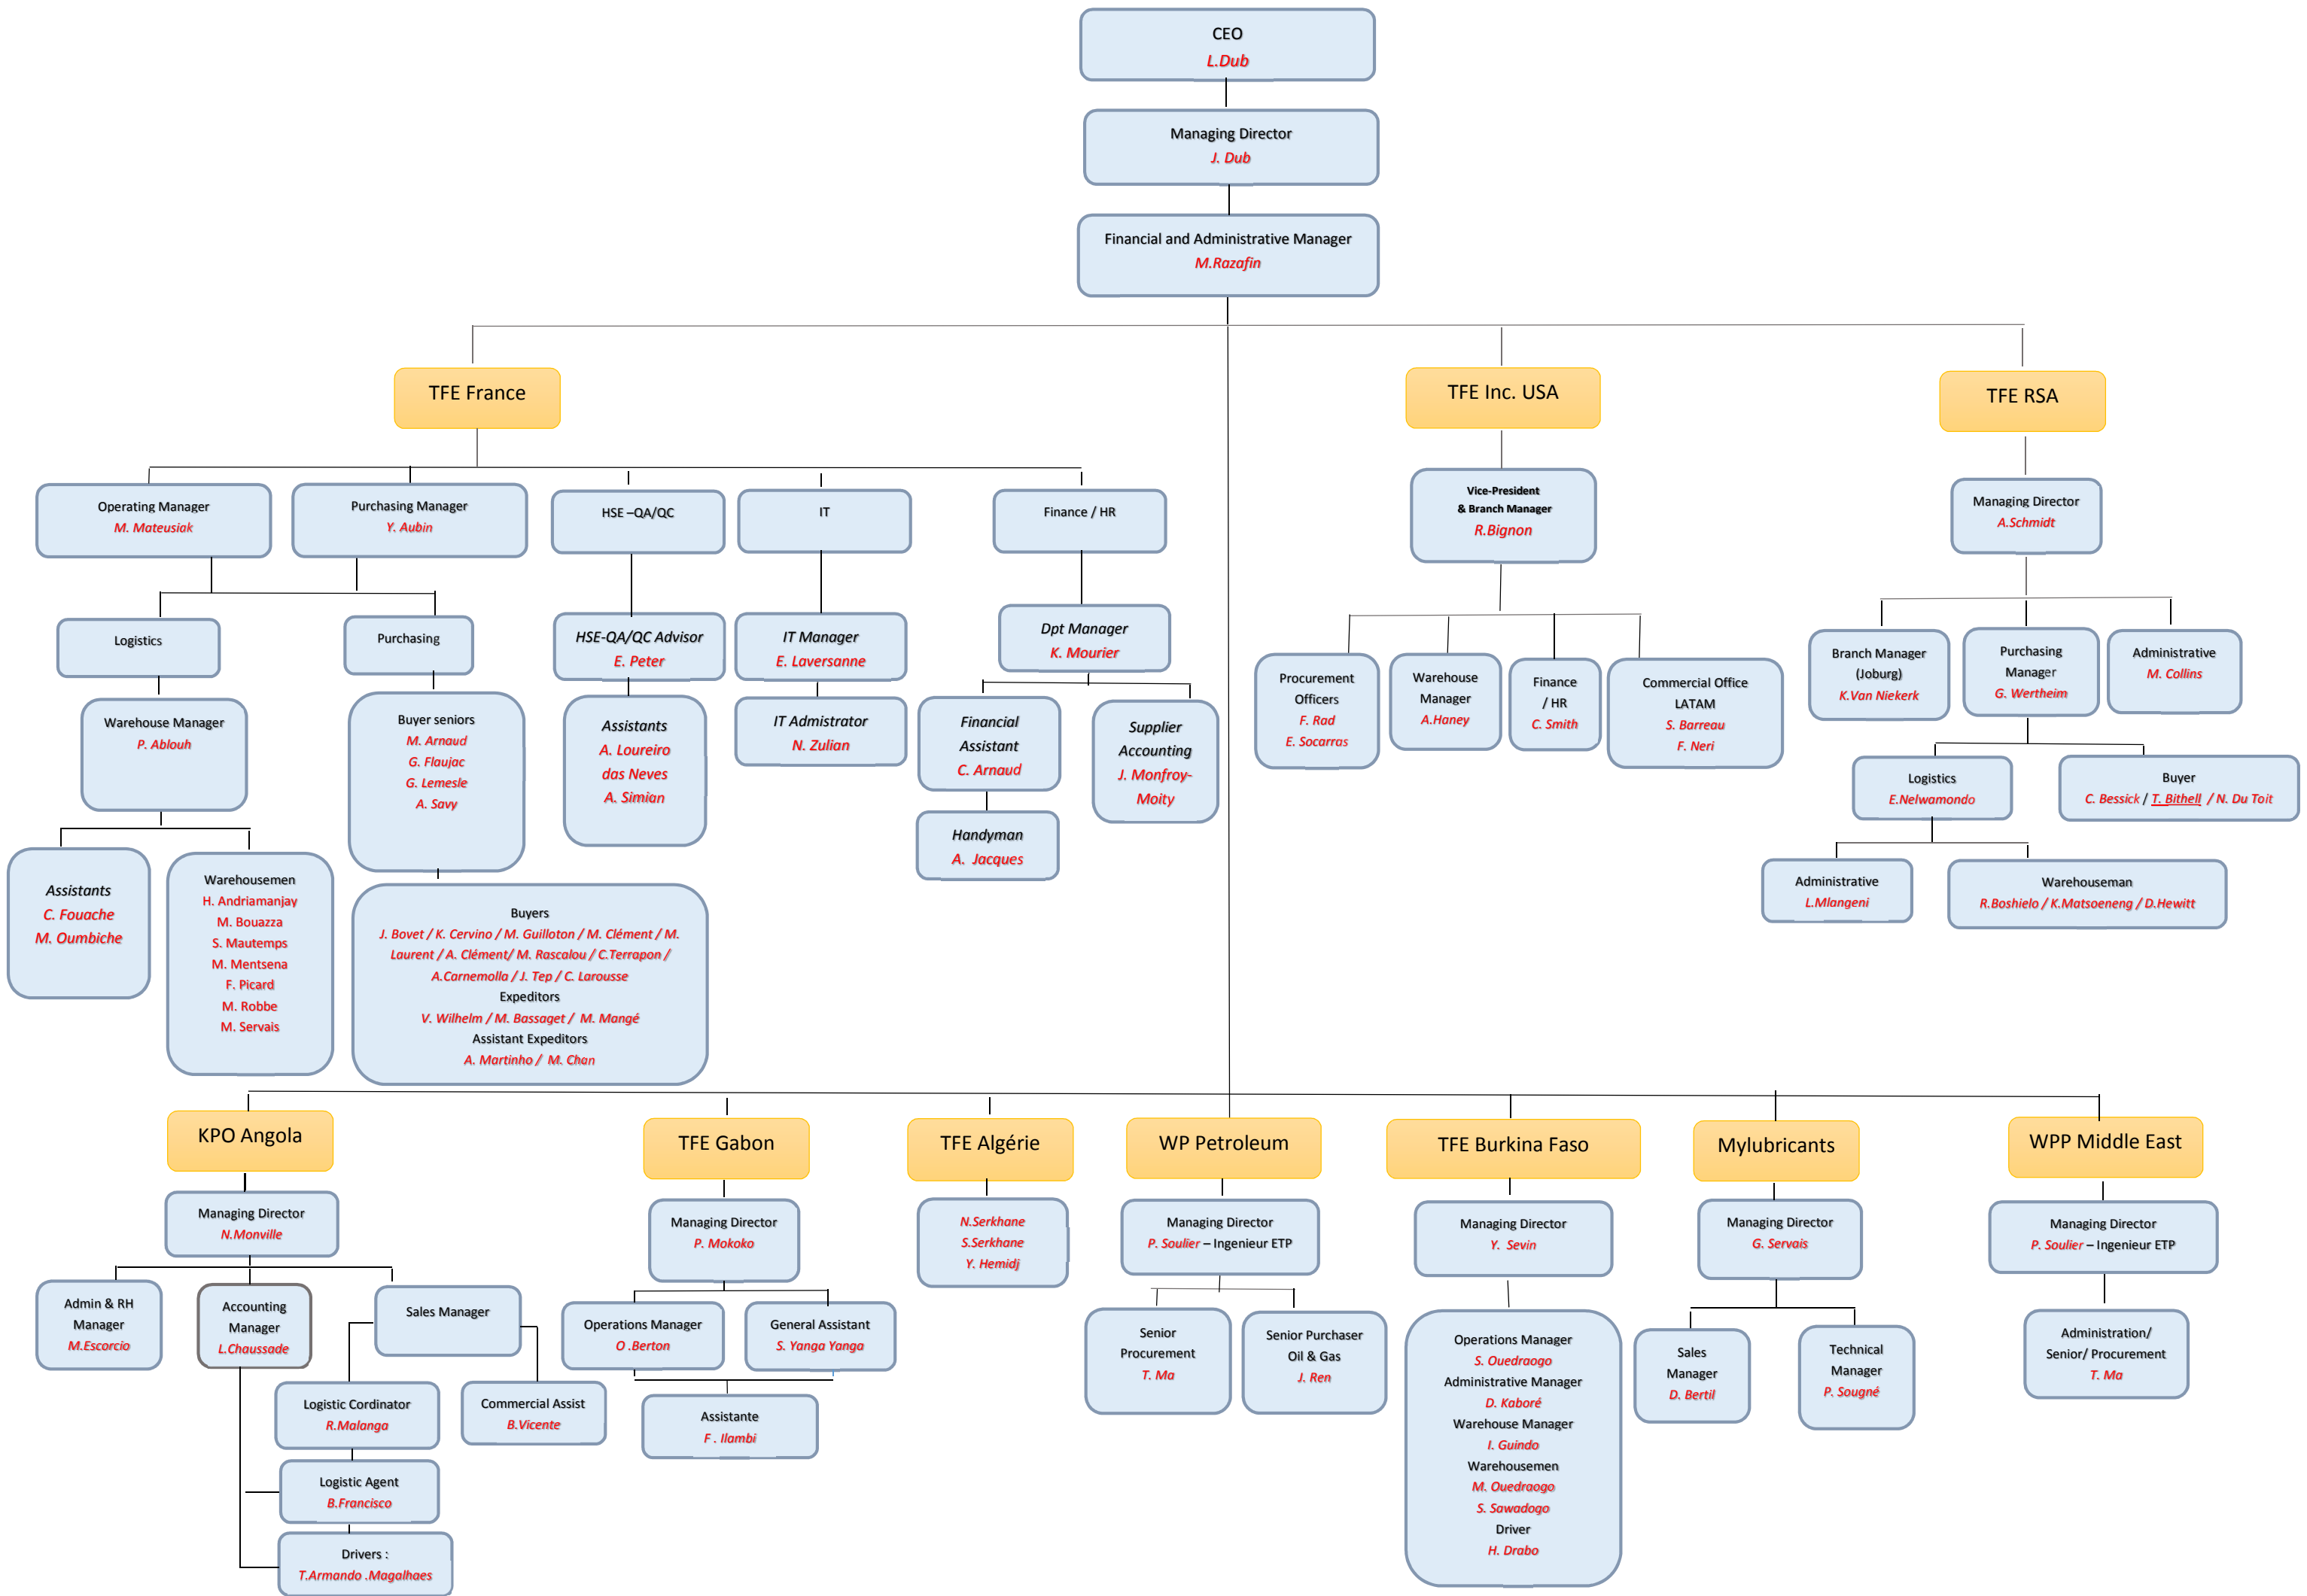 CEO
L.Dub
Managing Director
J. Dub
Financial and Administrative Manager
M.Razafin
TFE France
TFE Inc. USA
TFE RSA
Operating Manager
M. Mateusiak
Purchasing Manager
Y. Aubin
HSE –QA/QC
IT
Finance / HR
Logistics
Purchasing
HSE-QA/QC Advisor
E. Peter
IT Manager
E. Laversanne
Dpt Manager
K. Mourier
Warehouse Manager
P. Ablouh
Buyer seniors
M. Arnaud
G. Flaujac
G. Lemesle
A. Savy
Assistants
A. Loureiro
das Neves
A. Simian
IT Admistrator
N. Zulian
Financial
Assistant
C. Arnaud
Supplier
Accounting
J. Monfroy-
Moity
Handyman
A. Jacques
Assistants
C. Fouache
M. Oumbiche
Warehousemen
H. Andriamanjay
M. Bouazza
S. Mautemps
M. Mentsena
F. Picard
M. Robbe
M. Servais
Buyers
J. Bovet / K. Cervino / M. Guilloton / M. Clément / M.
Laurent / A. Clément/ M. Rascalou / C.Terrapon /
A.Carnemolla / J. Tep / C. Larousse
Expeditors
V. Wilhelm / M. Bassaget / M. Mangé
Assistant Expeditors
A. Martinho / M. Chan
Vice-President
& Branch Manager
R.Bignon
Procurement
Officers
F. Rad
E. Socarras
Warehouse
Manager
A.Haney
Finance
/ HR
C. Smith
Commercial Office
LATAM
S. Barreau
F. Neri
Managing Director
A.Schmidt
Branch Manager
(Joburg)
K.Van Niekerk
Purchasing
Manager
G. Wertheim
Administrative
M. Collins
Logistics
E.Nelwamondo
Buyer
C. Bessick / T. Bithell / N. Du Toit
Administrative
L.Mlangeni
Warehouseman
R.Boshielo / K.Matsoeneng / D.Hewitt
KPO Angola
TFE Gabon
TFE Algérie
WP Petroleum
TFE Burkina Faso
Mylubricants
WPP Middle East
Managing Director
N.Monville
Admin & RH
Manager
M.Escorcio
Accounting
Manager
L.Chaussade
Sales Manager
Logistic Cordinator
R.Malanga
Commercial Assist
B.Vicente
Logistic Agent
B.Francisco
Drivers :
T.Armando .Magalhaes
Managing Director
P. Mokoko
Operations Manager
O .Berton
General Assistant
S. Yanga Yanga
Assistante
F . Ilambi
N.Serkhane
S.Serkhane
Y. Hemidj
Managing Director
P. Soulier – Ingenieur ETP
Senior
Procurement
T. Ma
Senior Purchaser
Oil & Gas
J. Ren
Managing Director
Y. Sevin
Operations Manager
S. Ouedraogo
Administrative Manager
D. Kaboré
Warehouse Manager
I. Guindo
Warehousemen
M. Ouedraogo
S. Sawadogo
Driver
H. Drabo
Managing Director
G. Servais
Sales
Manager
D. Bertil
Technical
Manager
P. Sougné
Managing Director
P. Soulier – Ingenieur ETP
Administration/
Senior/ Procurement
T. Ma